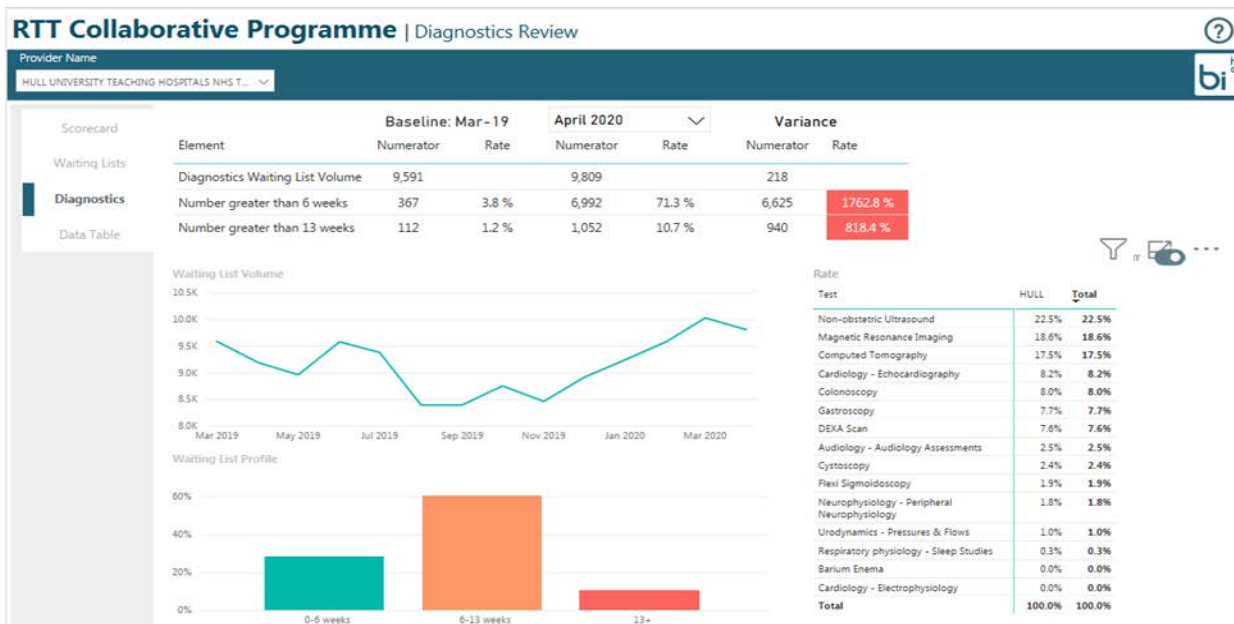 RTT Collaborative Programme | Diagnostics Review
?
Provider Name
HULL UNIVERSITY TEACHING HOSPITALS NHS T...
bi
Scorecard
Waiting Lists
Diagnostics
Data Table
Baseline: Mar-19 April 2020 Variance
Element Numerator Rate Numerator Rate Numerator Rate
Diagnostics Waiting List Volume 9,591 9,809 218
Number greater than 6 weeks 367 3.8 % 6,992 71.3 % 6,625 1762.8 %
Number greater than 13 weeks 112 1.2 % 1,052 10.7 % 940 818.4 %
Waiting List Volume
10.5K
10.0K
9.5K
9.0K
8.5K
8.0K
Mar 2019 May 2019 Jul 2019 Sep 2019 Nov 2019 Jan 2020 Mar 2020
Waiting List Profile
60%
40%
20%
0%
0-6 weeks 6-13 weeks 13+
Rate
Test HULL Total
Non-obstetric Ultrasound 22.5% 22.5%
Magnetic Resonance Imaging 18.6% 18.6%
Computed Tomography 17.5% 17.5%
Cardiology - Echocardiography 8.2% 8.2%
Colonoscopy 8.0% 8.0%
Gastroscopy 7.7% 7.7%
DEXA Scan 7.6% 7.6%
Audiology - Audiology Assessments 2.5% 2.5%
Cystoscopy 2.4% 2.4%
Flexi Sigmoidoscopy 1.9% 1.9%
Neurophysiology - Peripheral 1.8% 1.8%
Neurophysiology
Urodynamics - Pressures & Flows 1.0% 1.0%
Respiratory physiology - Sleep Studies 0.3% 0.3%
Barium Enema 0.0% 0.0%
Cardiology - Electrophysiology 0.0% 0.0%
Total 100.0% 100.0%